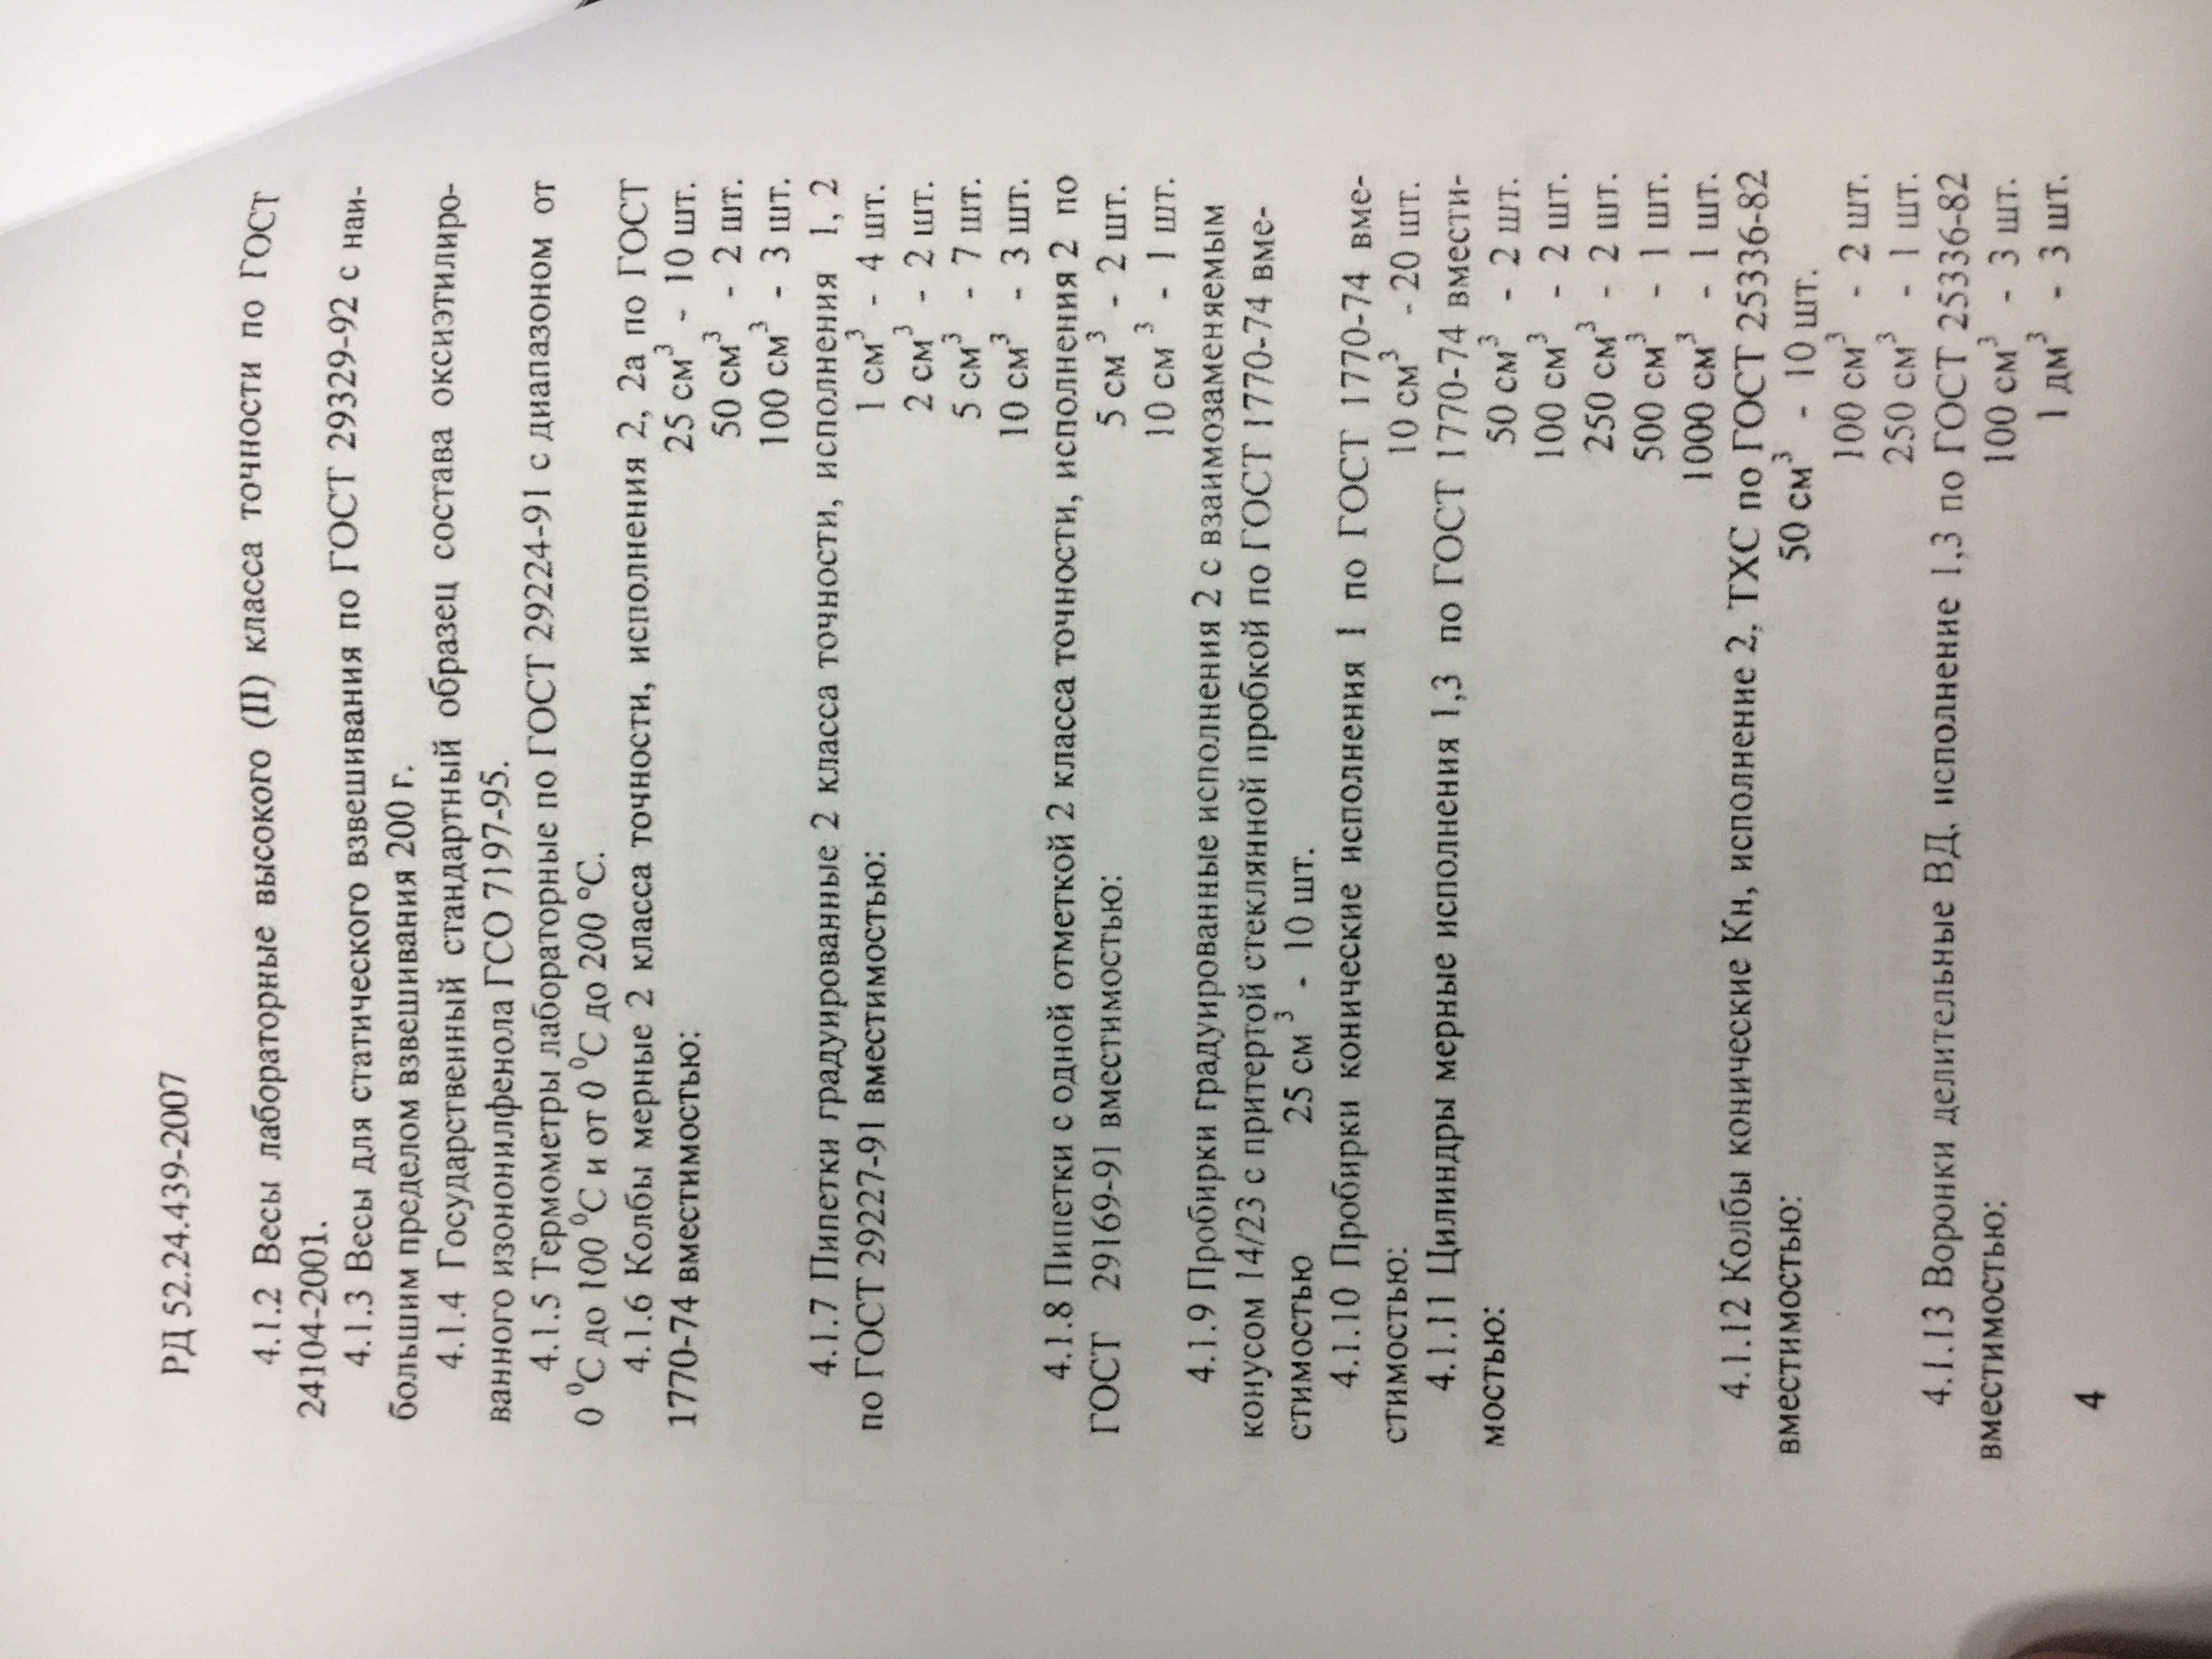 РД 52.24.439-2007
4.1.2 Весы лабораторные высокого (II) класса точности по ГОСТ
24104-2001.
4.1.3 Весы для статического взвешивания по ГОСТ 29329-92 с наи-
большим пределом взвешивания 200 г.
4.1.4 Государственный стандартный образец состава оксиэтилиро-
ванного изононилфенола ГСО 7197-95.
4.1.5 Термометры лабораторные по ГОСТ 29224-91 с диапазоном от
0 ⁰С до 100 ⁰С и от 0 ⁰С до 200 °С.
4.1.6 Колбы мерные 2 класса точности, исполнения 2, 2а по ГОСТ
1770-74 вместимостью: 25 см³ - 10 шт.
50 см³ - 2 шт.
100 см³ - 3 шт.
4.1.7 Пипетки градуированные 2 класса точности, исполнения 1, 2
по ГОСТ 29227-91 вместимостью: 1 см³ - 4 шт.
2 см³ - 2 шт.
5 см³ - 7 шт.
10 см³ - 3 шт.
4.1.8 Пипетки с одной отметкой 2 класса точности, исполнения 2 по
ГОСТ 29169-91 вместимостью: 5 см³ - 2 шт.
10 см³ - 1 шт.
4.1.9 Пробирки градуированные исполнения 2 с взаимозаменяемым
конусом 14/23 с притертой стеклянной пробкой по ГОСТ 1770-74 вме-
стимостью 25 см³ - 10 шт.
4.1.10 Пробирки конические исполнения 1 по ГОСТ 1770-74 вме-
стимостью: 10 см³ - 20 шт.
4.1.11 Цилиндры мерные исполнения 1,3 по ГОСТ 1770-74 вмести-
мостью: 50 см³ - 2 шт.
100 см³ - 2 шт.
250 см³ - 2 шт.
500 см³ - 1 шт.
1000 см³ - 1 шт.
4.1.12 Колбы конические Кн, исполнение 2, ТХС по ГОСТ 25336-82
вместимостью: 50 см³ - 10 шт.
100 см³ - 2 шт.
250 см³ - 1 шт.
4.1.13 Воронки делительные ВД, исполнение 1,3 по ГОСТ 25336-82
вместимостью: 100 см³ - 3 шт.
1 дм³ - 3 шт.
4